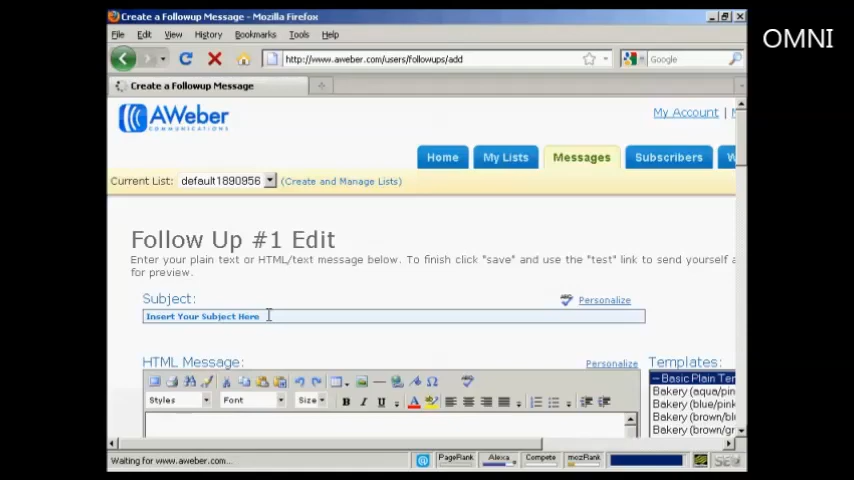 Create a Followup Message - Mozilla Firefox
OMNI
File Edit View History Bookmarks Tools Help
http://www.aweber.com/users/followups/add
Google
Create a Followup Message
AWeber
COMMUNICATIONS
My Account |
Home My Lists Messages Subscribers W
Current List: default1890956 (Create and Manage Lists)
Follow Up #1 Edit
Enter your plain text or HTML/text message below. To finish click "save" and use the "test" link to send yourself a
for preview.
Subject: Personalize
Insert Your Subject Here
HTML Message: Personalize Templates:
-- Basic Plain Ter
Bakery (aqua/pin
Styles Font Size B I U
Bakery (blue/pink
Bakery (brown/bl
Bakery (brown/gr
Waiting for www.aweber.com... PageRank Alexa Compete mozRank